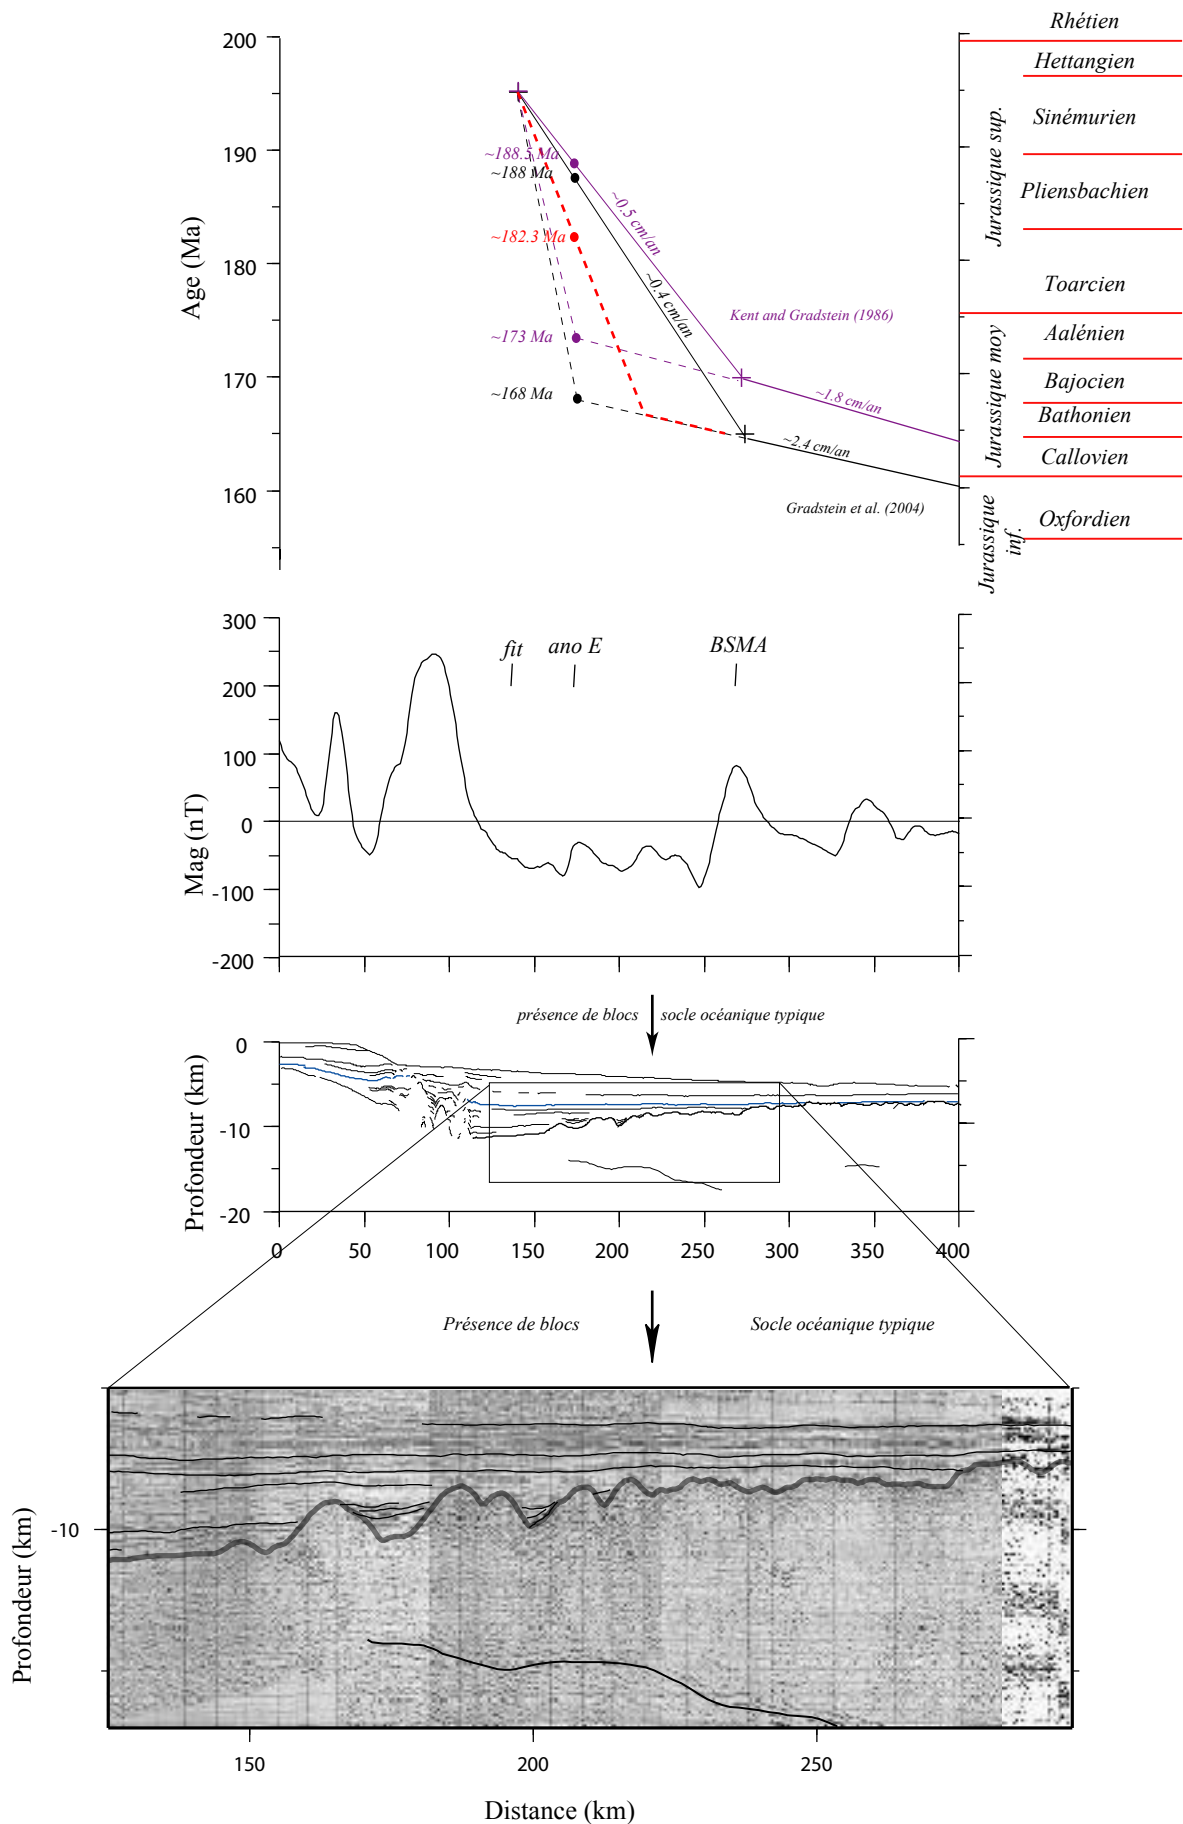 Rhétien
Hettangien
Sinémurien
Pliensbachien
Toarcien
Aalénien
Bajocien
Bathonien
Callovien
Oxfordien
Jurassique sup.
Jurassique moy
Jurassique
inf.
Age (Ma)
200
190
180
170
160
~188.5 Ma
~188 Ma
~182.3 Ma
~173 Ma
~168 Ma
~0.5 cm/an
~0.4 cm/an
Kent and Gradstein (1986)
~1.8 cm/an
~2.4 cm/an
Gradstein et al. (2004)
Mag (nT)
300
200
100
0
-100
-200
fit
ano E
BSMA
présence de blocs
socle océanique typique
Profondeur (km)
0
-10
-20
0
50
100
150
200
250
300
350
400
Présence de blocs
Socle océanique typique
Profondeur (km)
-10
150
200
250
Distance (km)